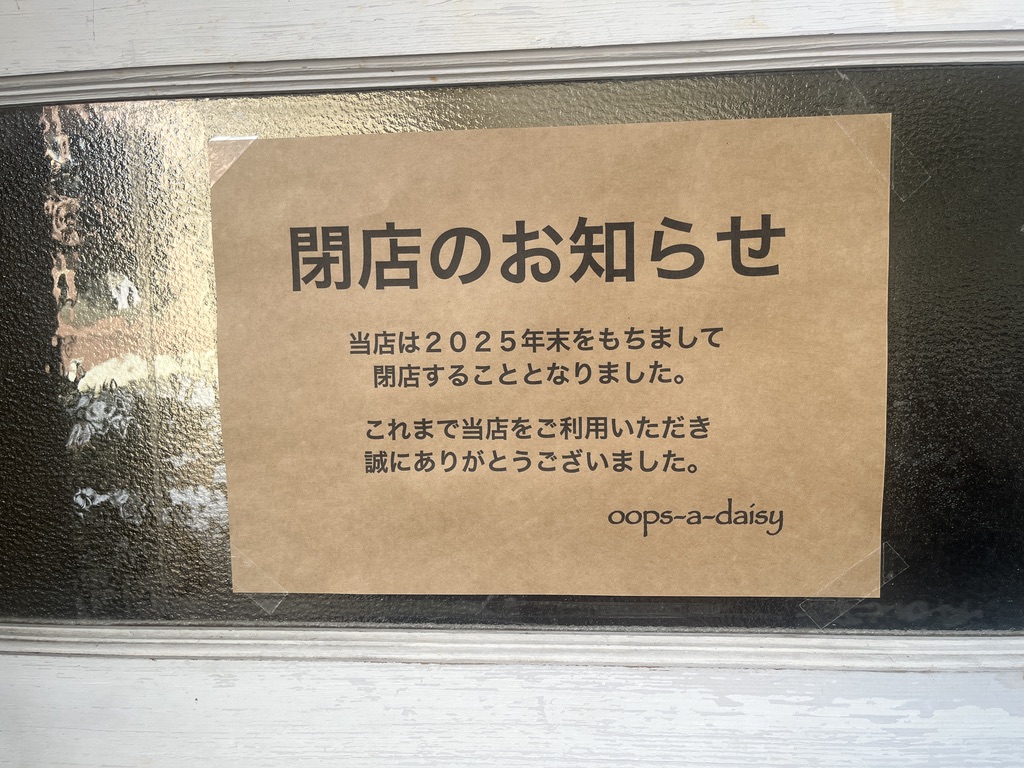 閉店のお知らせ
当店は２０２５年末をもちまして
閉店することとなりました。
これまで当店をご利用いただき
誠にありがとうございました。
oops-a-daisy